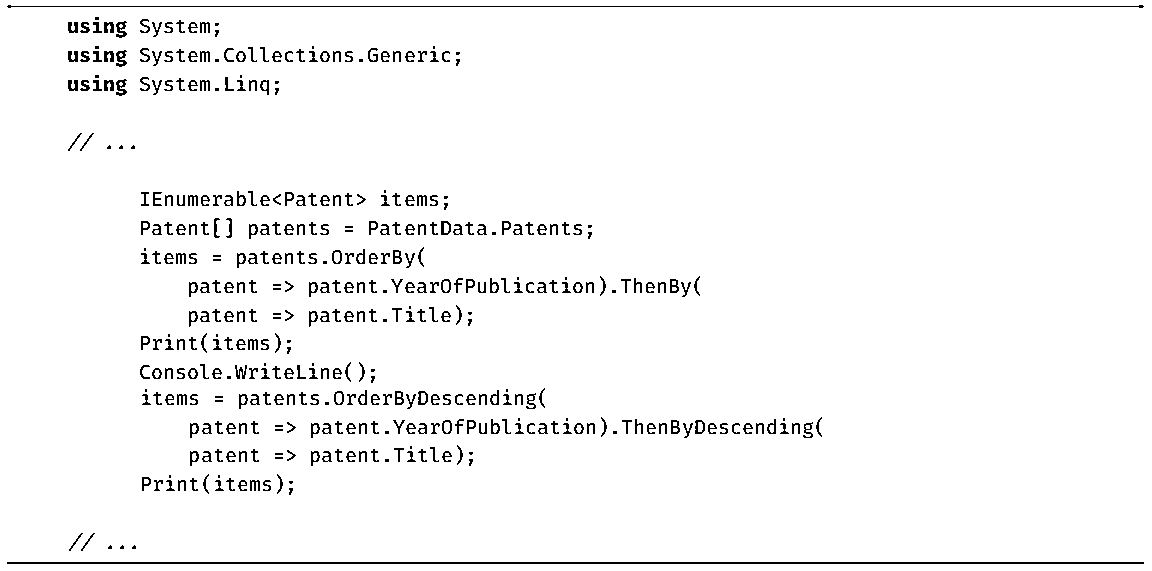 using System;
using System.Collections.Generic;
using System.Linq;
// ...
IEnumerable<Patent> items;
Patent[] patents = PatentData.Patents;
items = patents.OrderBy(
patent => patent.YearOfPublication).ThenBy(
patent => patent.Title);
Print(items);
Console.WriteLine();
items = patents.OrderByDescending(
patent => patent.YearOfPublication).ThenByDescending(
patent => patent.Title);
Print(items);
// ...